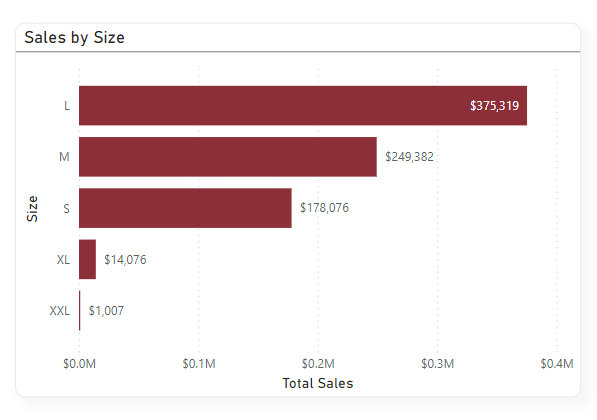 Sales by Size
L $375,319
M $249,382
S $178,076
XL $14,076
XXL $1,007
Size
$0.0M $0.1M $0.2M $0.3M $0.4M
Total Sales